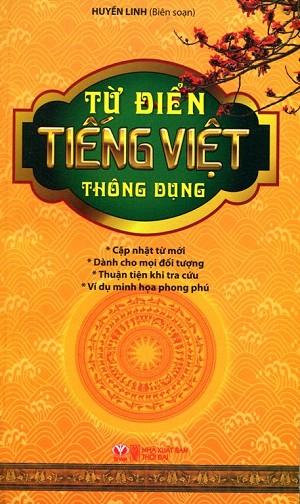 HUYỀN LINH (Biên soạn)
TỪ ĐIỂN
TIẾNG VIỆT
THÔNG DỤNG
* Cập nhật từ mới
* Dành cho mọi đối tượng
* Thuận tiện khi tra cứu
* Ví dụ minh họa phong phú
NHÀ XUẤT BẢN
THỜI ĐẠI